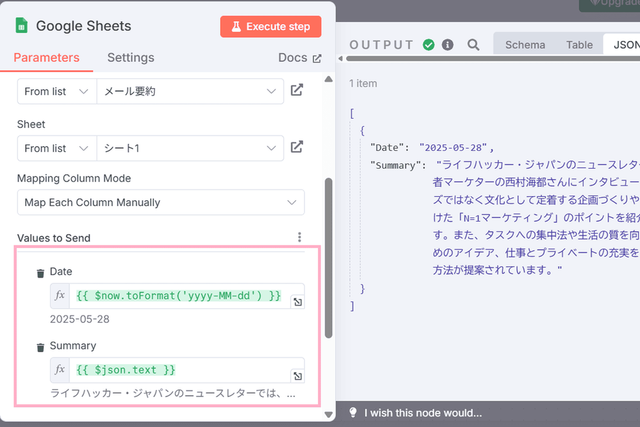 Google Sheets
Execute step
Parameters
Settings
Docs
From list
メール要約
Sheet
From list
シート1
Mapping Column Mode
Map Each Column Manually
Values to Send
Date
fx
{{ $now.toFormat('yyyy-MM-dd') }}
2025-05-28
Summary
fx
{{ $json.text }}
ライフハッカー・ジャパンのニュースレターでは、...
Upgrade
OUTPUT
Schema
Table
JSON
1 item
[
{
"Date": "2025-05-28",
"Summary": "ライフハッカー・ジャパンのニュースレター
者マーケターの西村海都さんにインタビュー
ズではなく文化として定着する企画づくりや
けた「N=1マーケティング」のポイントを紹介
す。また、タスクへの集中法や生活の質を向
めのアイデア、仕事とプライベートの充実を
方法が提案されています。"
}
]
I wish this node would...